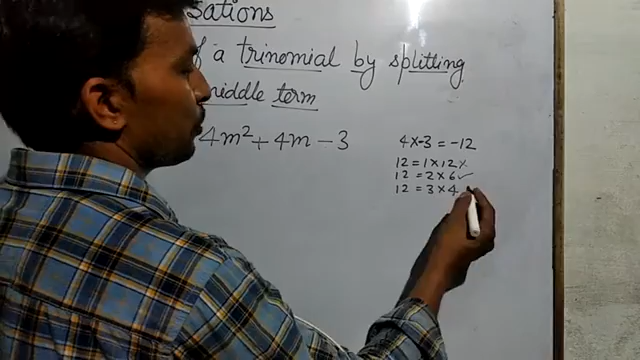 of a trinomial by splitting
middle term
4m² + 4m - 3
4 × -3 = -12
12 = 1 × 12 ×
12 = 2 × 6 ✓
12 = 3 × 4